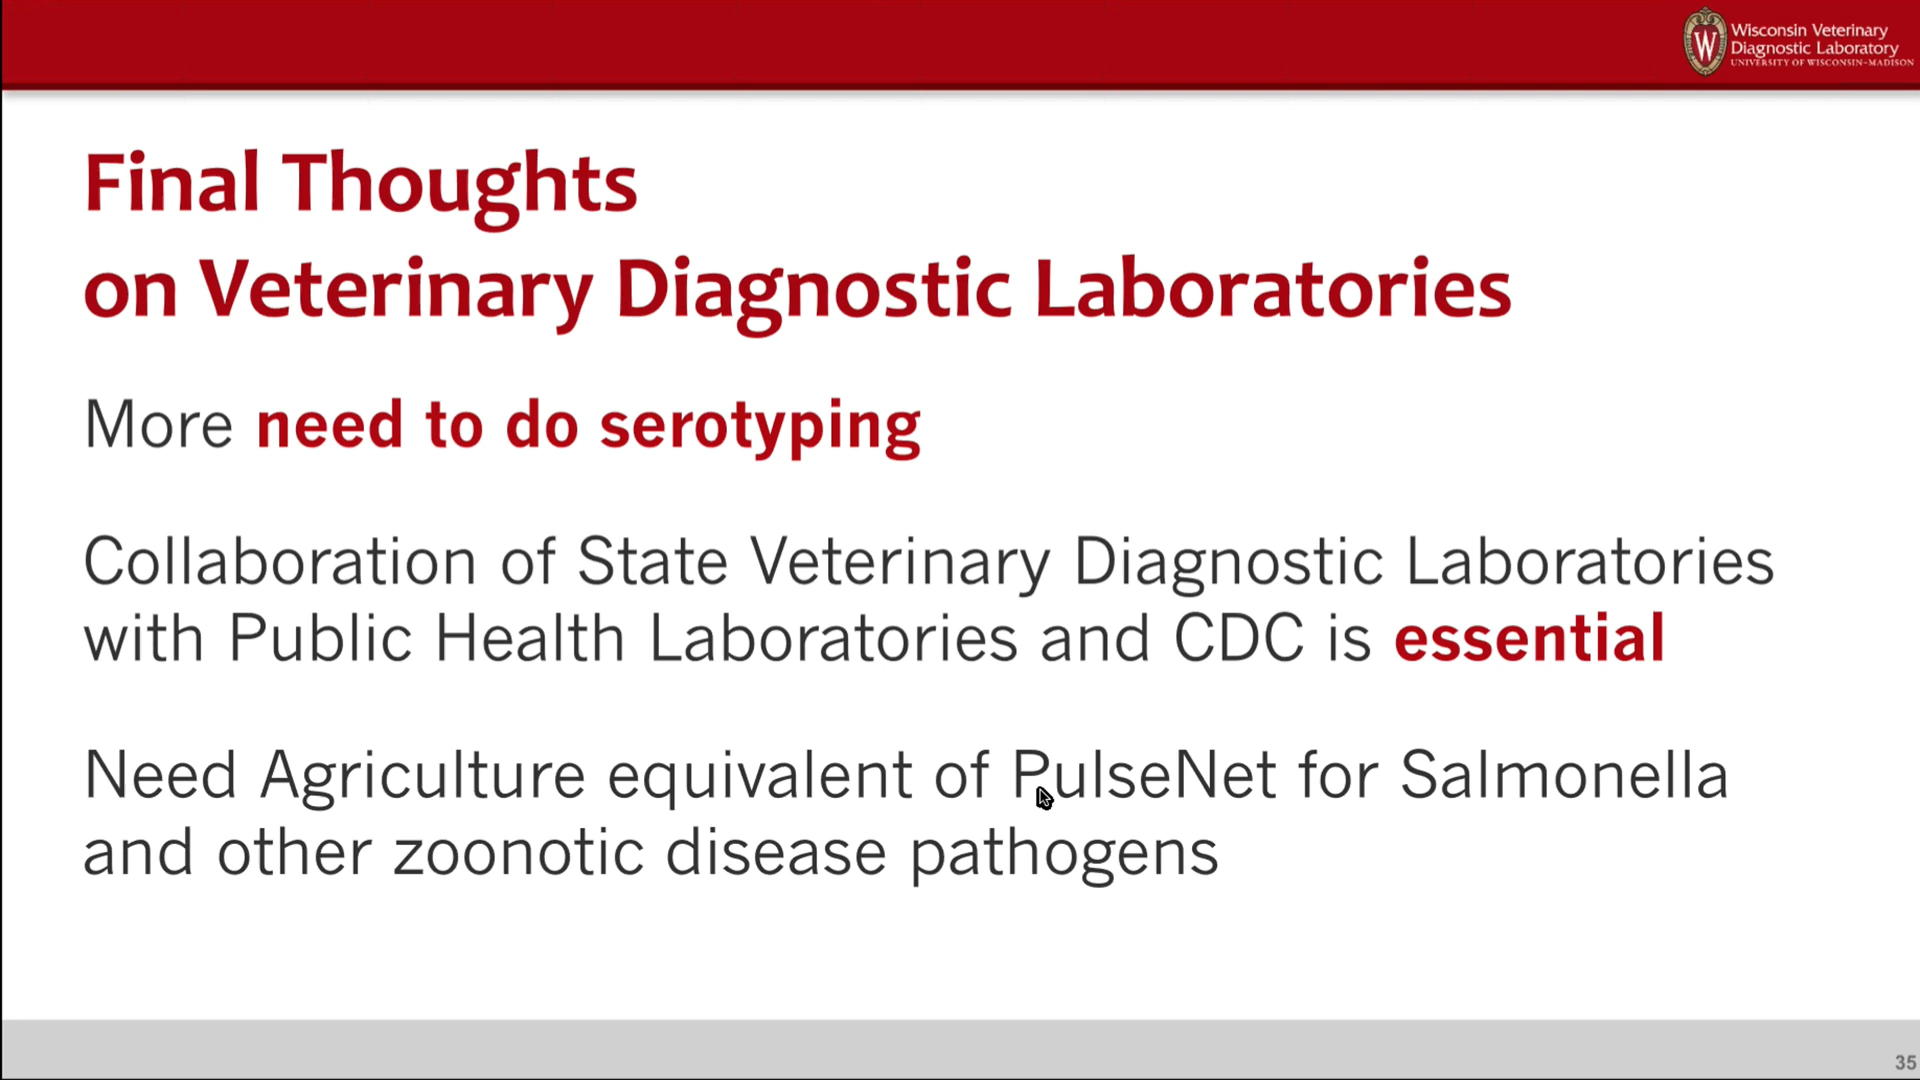 W
Wisconsin Veterinary
Diagnostic Laboratory
UNIVERSITY OF WISCONSIN–MADISON
Final Thoughts
on Veterinary Diagnostic Laboratories
More need to do serotyping
Collaboration of State Veterinary Diagnostic Laboratories
with Public Health Laboratories and CDC is essential
Need Agriculture equivalent of PulseNet for Salmonella
and other zoonotic disease pathogens
35